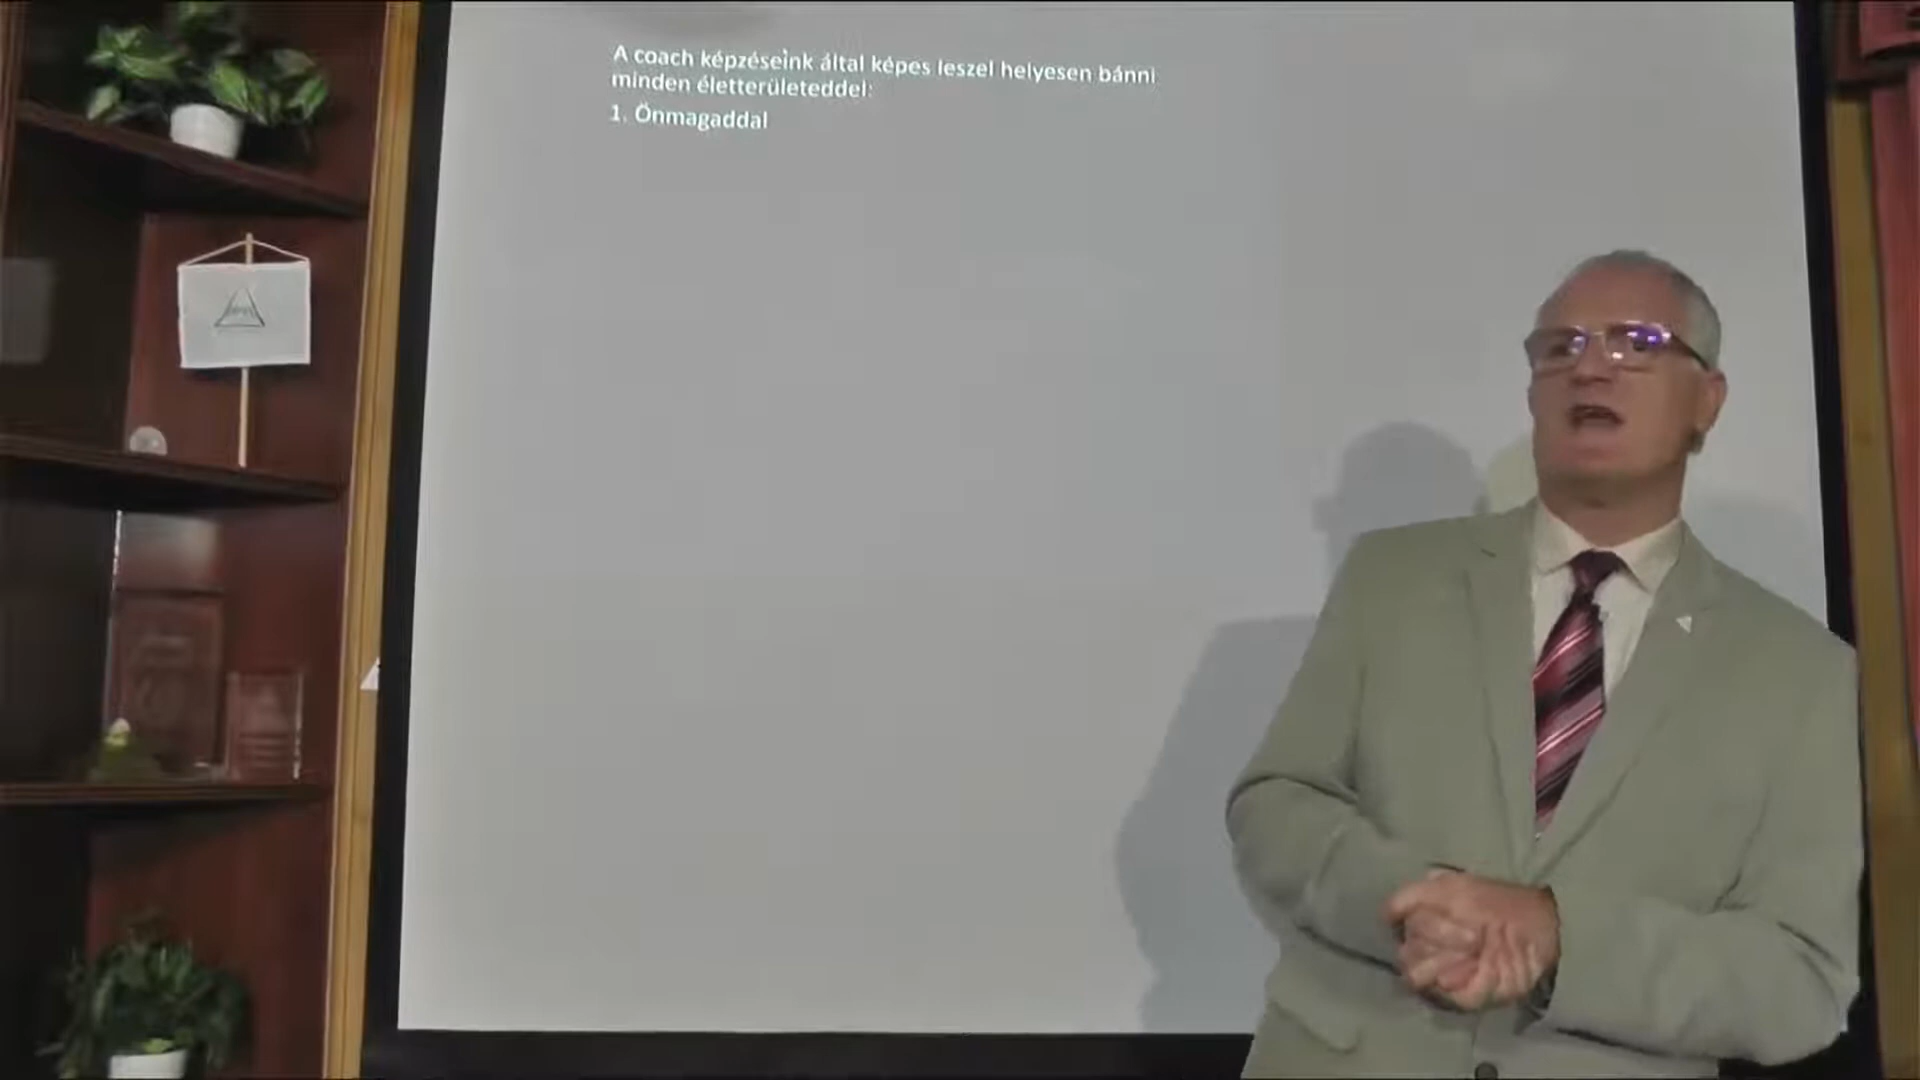 A coach képzéseink által képes leszel helyesen bánni
minden életterületeddel:
1. Önmagaddal